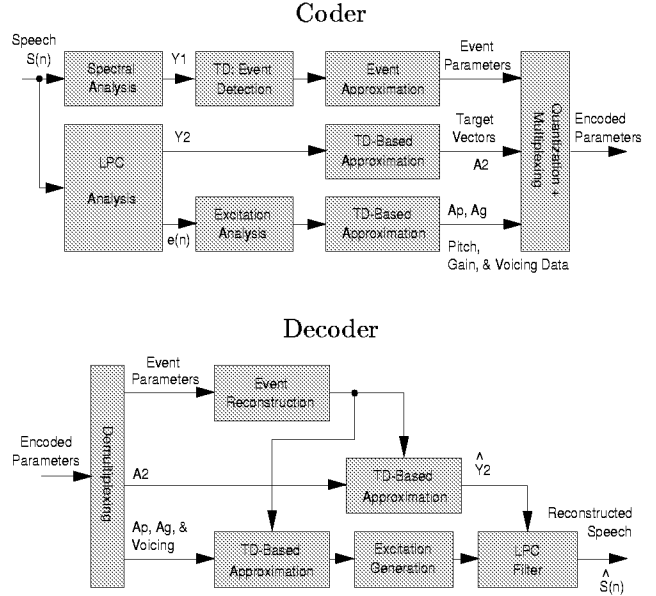 Coder
Speech
S(n)
Spectral
Analysis
Y1
TD: Event
Detection
Event
Approximation
Event
Parameters
LPC
Analysis
Y2
TD-Based
Approximation
Target
Vectors
A2
e(n)
Excitation
Analysis
TD-Based
Approximation
Ap, Ag
Pitch,
Gain, & Voicing Data
Quantization +
Multiplexing
Encoded
Parameters
Decoder
Encoded
Parameters
Demultiplexing
Event
Parameters
Event
Reconstruction
A2
TD-Based
Approximation
^
Y2
Ap, Ag, &
Voicing
TD-Based
Approximation
Excitation
Generation
LPC
Filter
Reconstructed
Speech
^
S(n)